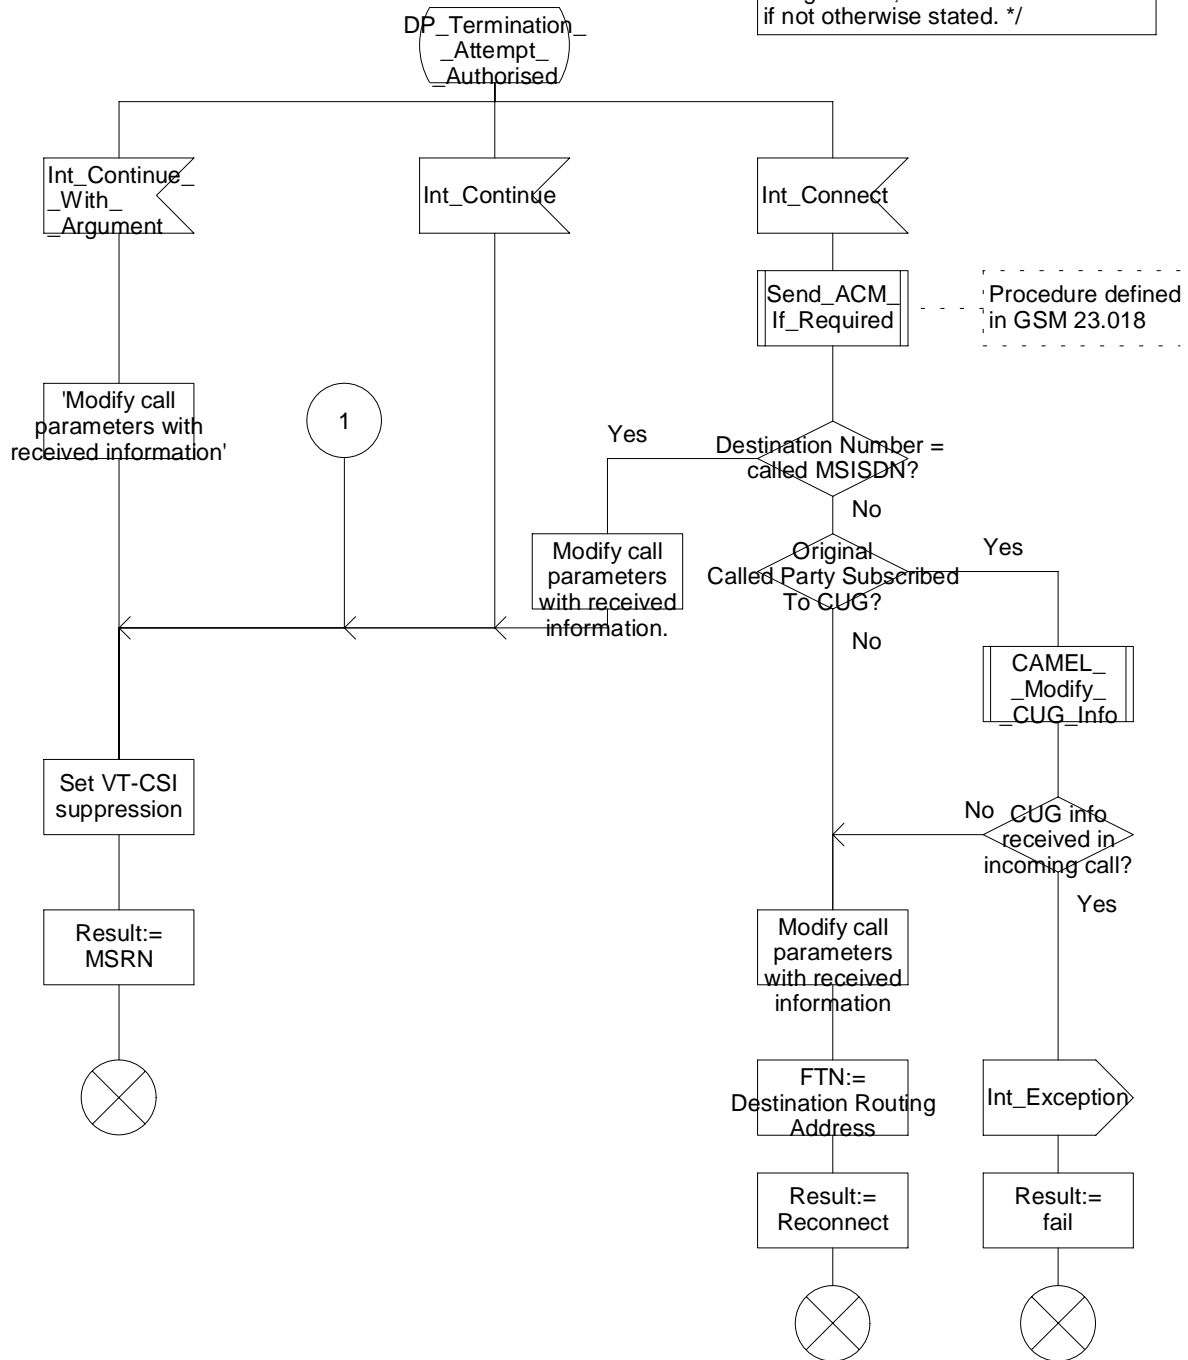 if not otherwise stated. */
DP_Termination_
_Attempt_
_Authorised
Int_Continue_
_With_
_Argument
Int_Continue
Int_Connect
Send_ACM_
If_Required
Procedure defined
in GSM 23.018
'Modify call
parameters with
received information'
1
Yes
Destination Number =
called MSISDN?
No
Modify call
parameters
with received
information.
Original
Called Party Subscribed
To CUG?
Yes
No
CAMEL_
_Modify_
_CUG_Info
Set VT-CSI
suppression
No
CUG info
received in
incoming call?
Yes
Result:=
MSRN
Modify call
parameters
with received
information
FTN:=
Destination Routing
Address
Int_Exception
Result:=
Reconnect
Result:=
fail